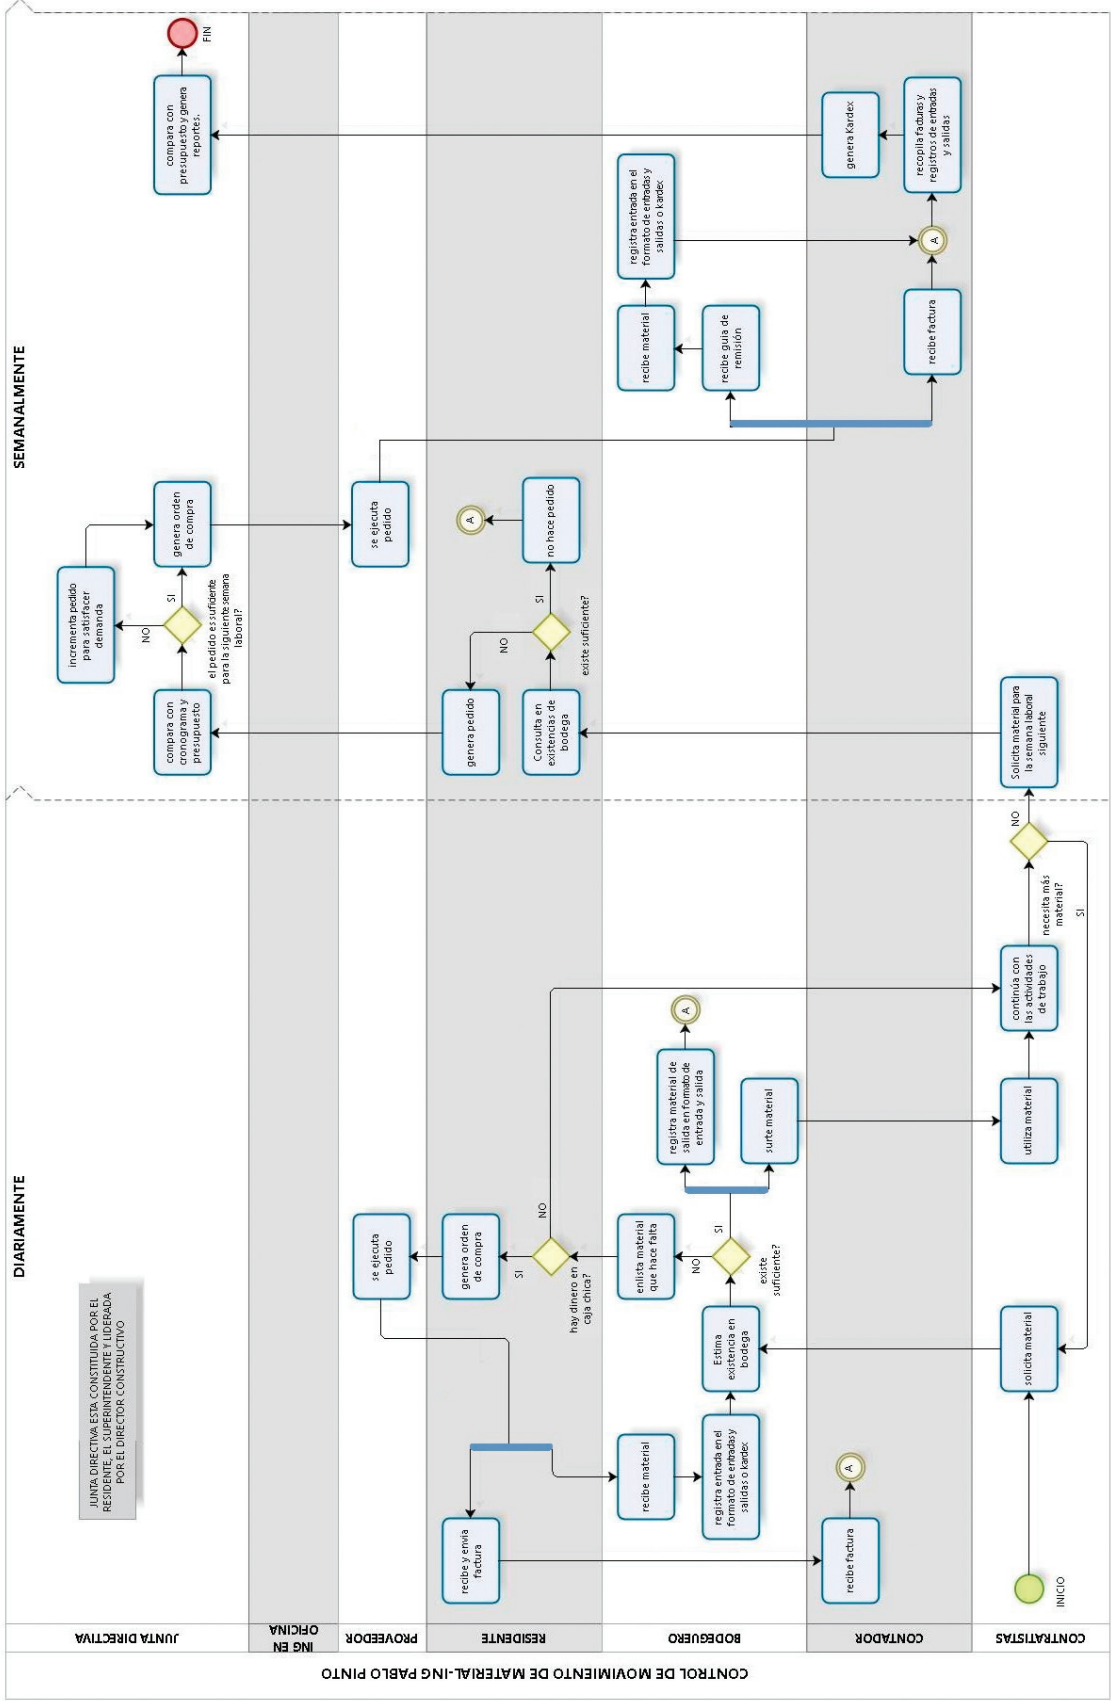 CONTROL DE MOVIMIENTO DE MATERIAL-ING PABLO PINTO
DIARIAMENTE
SEMANALMENTE
JUNTA DIRECTIVA
JUNTA DIRECTIVA ESTA CONSTITUIDA POR EL
RESIDENTE, EL SUPERINTENDENTE Y LIDERADA
POR EL DIRECTOR CONSTRUCTIVO
compara con
cronograma y
presupuesto
el pedido es suficiente
para la siguiente semana
laboral?
NO
SI
incrementa pedido
para satisfacer
demanda
genera orden
de compra
compara con
presupuesto y genera
reportes.
FIN
ING EN
OFICINA
PROVEEDOR
se ejecuta
pedido
se ejecuta
pedido
RESIDENTE
recibe y envia
factura
genera orden
de compra
SI
hay dinero en
caja chica?
NO
genera pedido
Consulta en
existencias de
bodega
NO
existe suficiente?
SI
no hace pedido
A
BODEGUERO
recibe material
registra entrada en el
formato de entradas y
salidas o kardex
Estima
existencia en
bodega
enlista material
que hace falta
NO
existe
suficiente?
SI
registra material de
salida en formato de
entrada y salida
A
surte material
recibe guia de
remisión
recibe material
registra entrada en el
formato de entradas y
salidas o kardex
CONTADOR
recibe factura
A
recibe factura
A
recopila facturas y
registros de entradas
y salidas
genera Kardex
CONTRATISTAS
INICIO
solicita material
utiliza material
continúa con
las actividades
de trabajo
necesita más
material?
SI
NO
Solicita material para
la semana laboral
siguiente